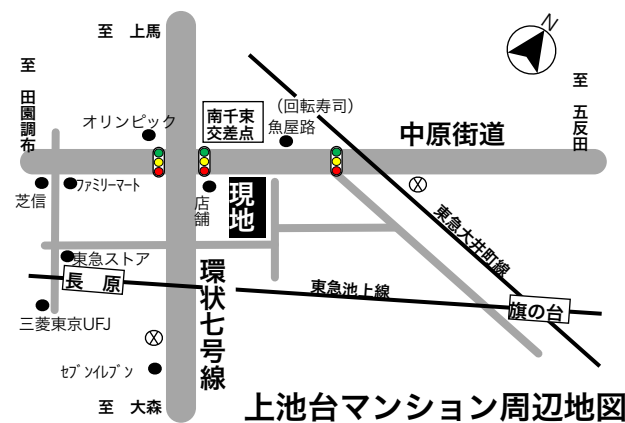 至 上馬
N
至 田園調布
オリンピック
南千束
交差点
(回転寿司)
魚屋路
中原街道
至 五反田
芝信
ファミリーマート
店舗
現地
東急大井町線
東急ストア
長 原
環状七号線
東急池上線
旗の台
三菱東京UFJ
セブンイレブン
至 大森
上池台マンション周辺地図